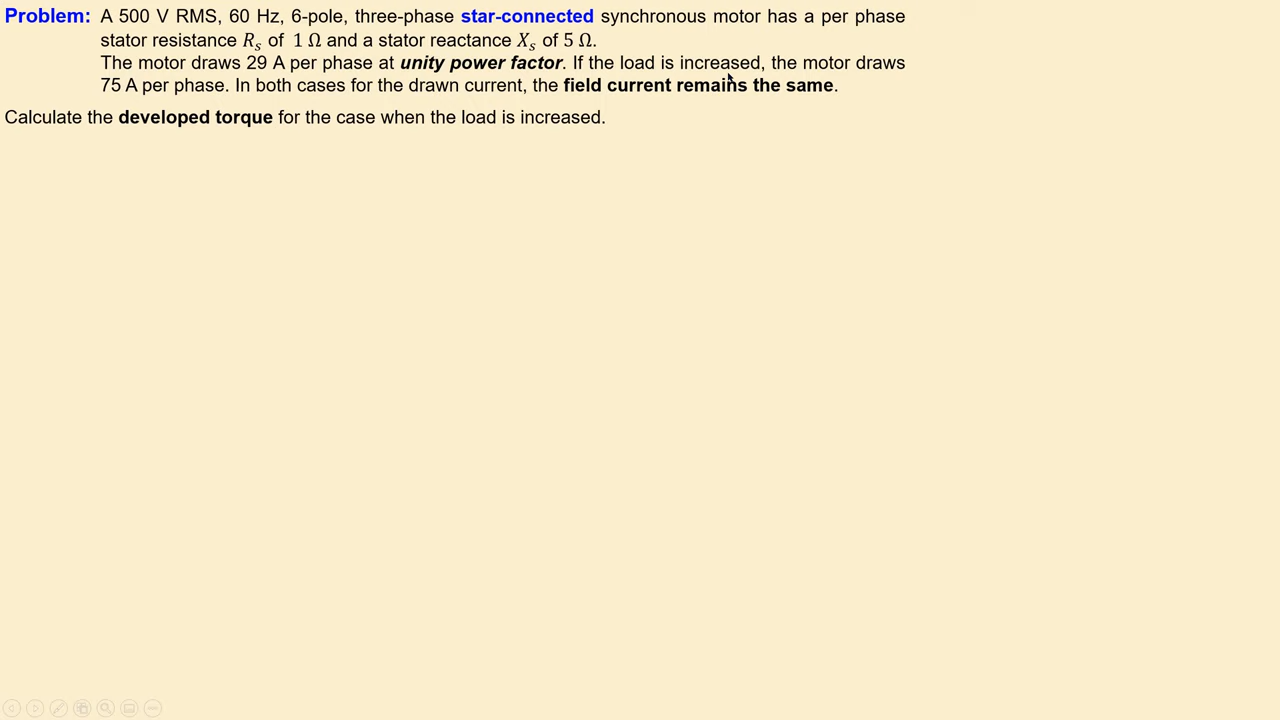 Problem: A 500 V RMS, 60 Hz, 6-pole, three-phase star-connected synchronous motor has a per phase
stator resistance Rₛ of 1 Ω and a stator reactance Xₛ of 5 Ω.
The motor draws 29 A per phase at unity power factor. If the load is increased, the motor draws
75 A per phase. In both cases for the drawn current, the field current remains the same.
Calculate the developed torque for the case when the load is increased.